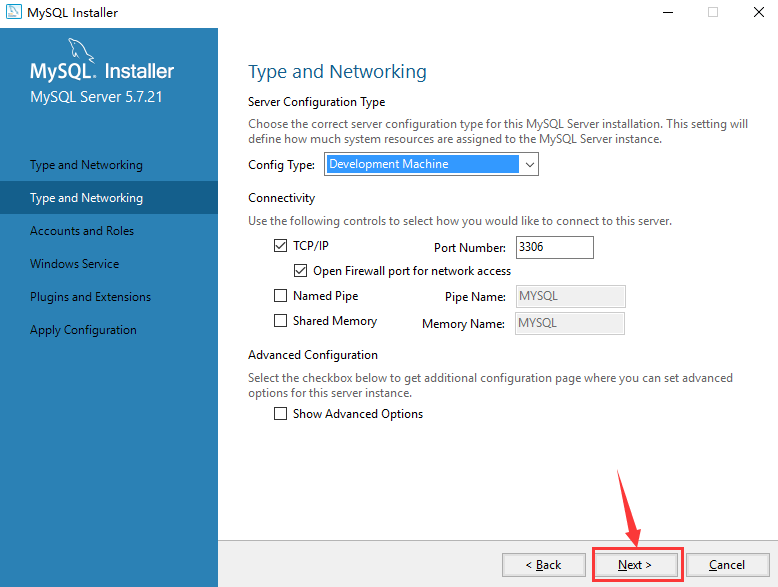 MySQL Installer
MySQL. Installer
MySQL Server 5.7.21
Type and Networking
Type and Networking
Accounts and Roles
Windows Service
Plugins and Extensions
Apply Configuration
Type and Networking
Server Configuration Type
Choose the correct server configuration type for this MySQL Server installation. This setting will
define how much system resources are assigned to the MySQL Server instance.
Config Type: Development Machine
Connectivity
Use the following controls to select how you would like to connect to this server.
TCP/IP Port Number: 3306
Open Firewall port for network access
Named Pipe Pipe Name: MYSQL
Shared Memory Memory Name: MYSQL
Advanced Configuration
Select the checkbox below to get additional configuration page where you can set advanced
options for this server instance.
Show Advanced Options
< Back Next > Cancel